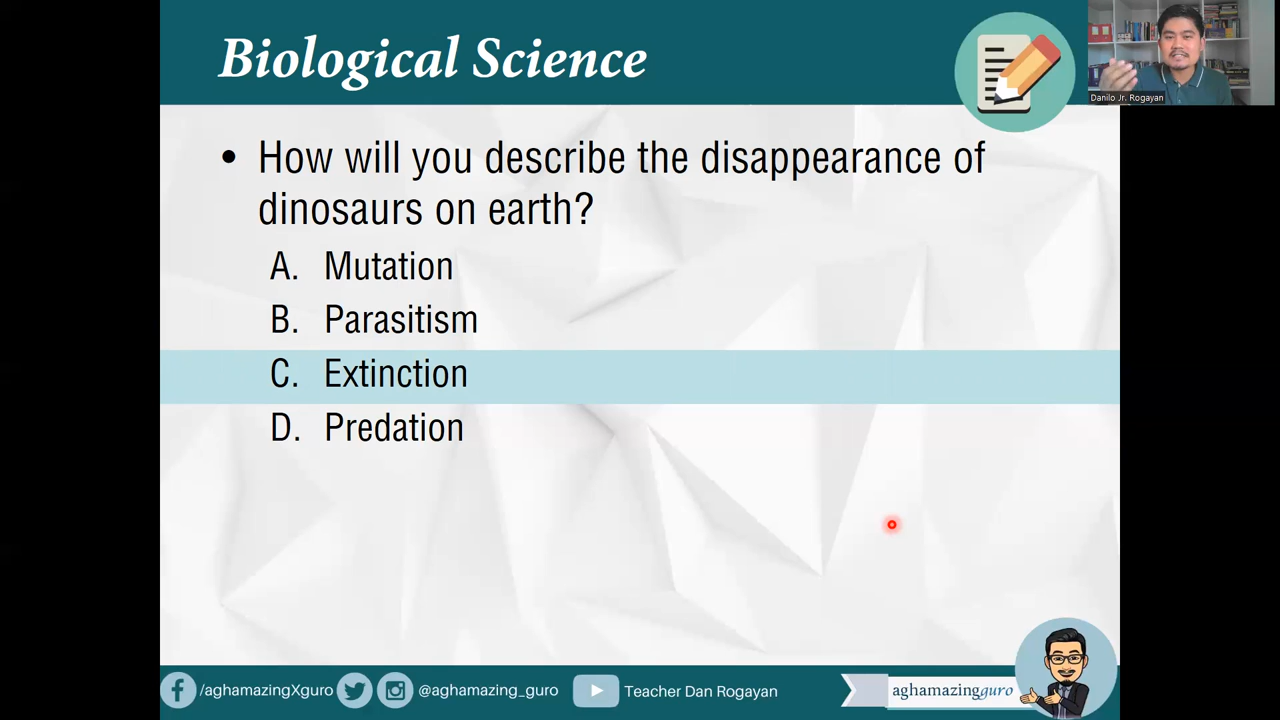 Biological Science
Danilo Jr. Rogayan
• How will you describe the disappearance of
dinosaurs on earth?
A. Mutation
B. Parasitism
C. Extinction
D. Predation
/aghamazingXguro
@aghamazing_guro
Teacher Dan Rogayan
aghamazingguro